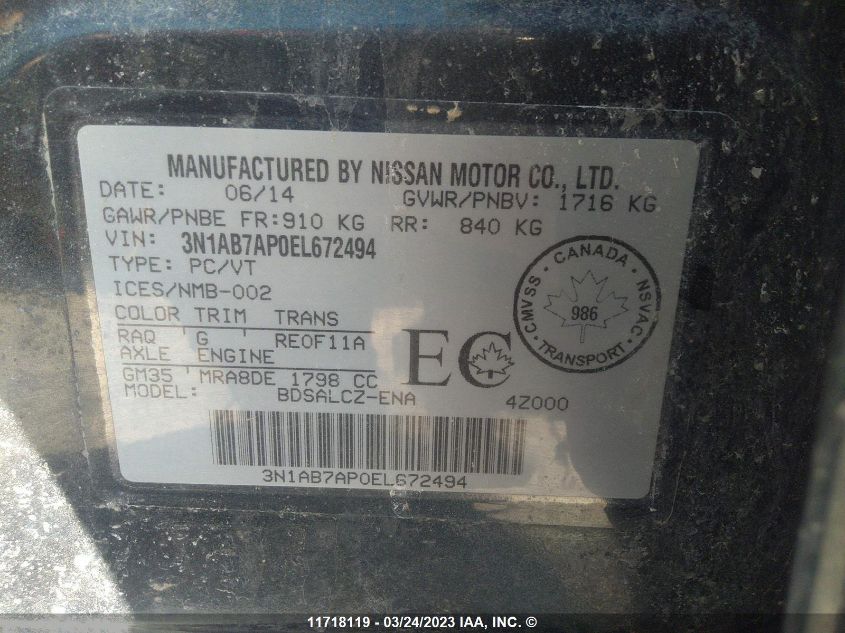 MANUFACTURED BY NISSAN MOTOR CO., LTD.
DATE: 06/14 GVWR/PNBV: 1716 KG
GAWR/PNBE FR: 910 KG RR: 840 KG
VIN: 3N1AB7AP0EL672494
TYPE: PC/VT
ICES/NMB-002
COLOR TRIM TRANS
RAQ G RE0F11A
AXLE ENGINE
GM35 MRA8DE 1798 CC
MODEL: BDSALCZ-ENA 4Z000
EC
CMVSS · CANADA · NSVAC · TRANSPORT ·
986
3N1AB7AP0EL672494
11718119 - 03/24/2023 IAA, INC. ©